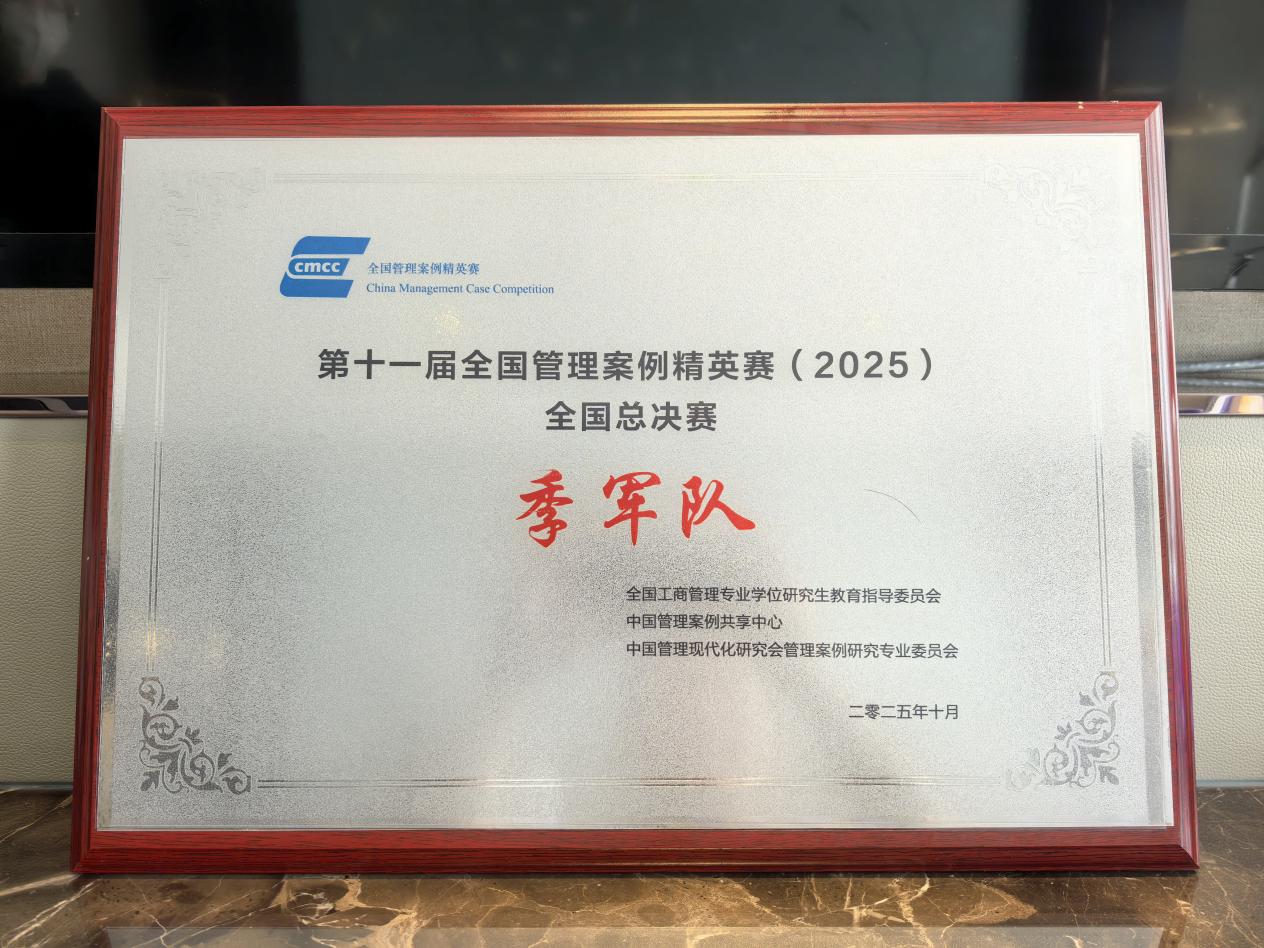 cmcc
全国管理案例精英赛
China Management Case Competition
第十一届全国管理案例精英赛（2025）
全国总决赛
季军队
全国工商管理专业学位研究生教育指导委员会
中国管理案例共享中心
中国管理现代化研究会管理案例研究专业委员会
二零二五年十月